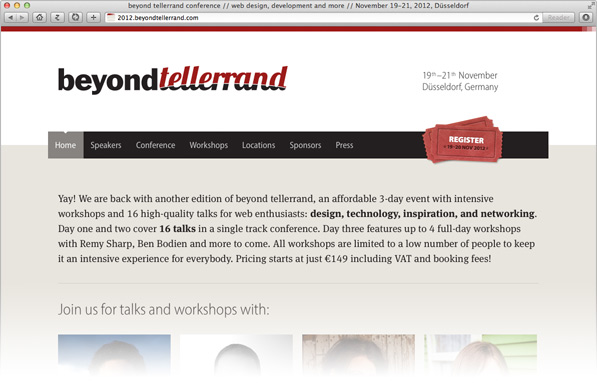 beyond tellerrand conference // web design, development and more // November 19–21, 2012, Düsseldorf
2012.beyondtellerrand.com
Reader
beyondtellerrand
19th–21th November
Düsseldorf, Germany
Home Speakers Conference Workshops Locations Sponsors Press
REGISTER
19-20 NOV 2012
Yay! We are back with another edition of beyond tellerrand, an affordable 3-day event with intensive
workshops and 16 high-quality talks for web enthusiasts: design, technology, inspiration, and networking.
Day one and two cover 16 talks in a single track conference. Day three features up to 4 full-day workshops
with Remy Sharp, Ben Bodien and more to come. All workshops are limited to a low number of people to keep
it an intensive experience for everybody. Pricing starts at just €149 including VAT and booking fees!
Join us for talks and workshops with: